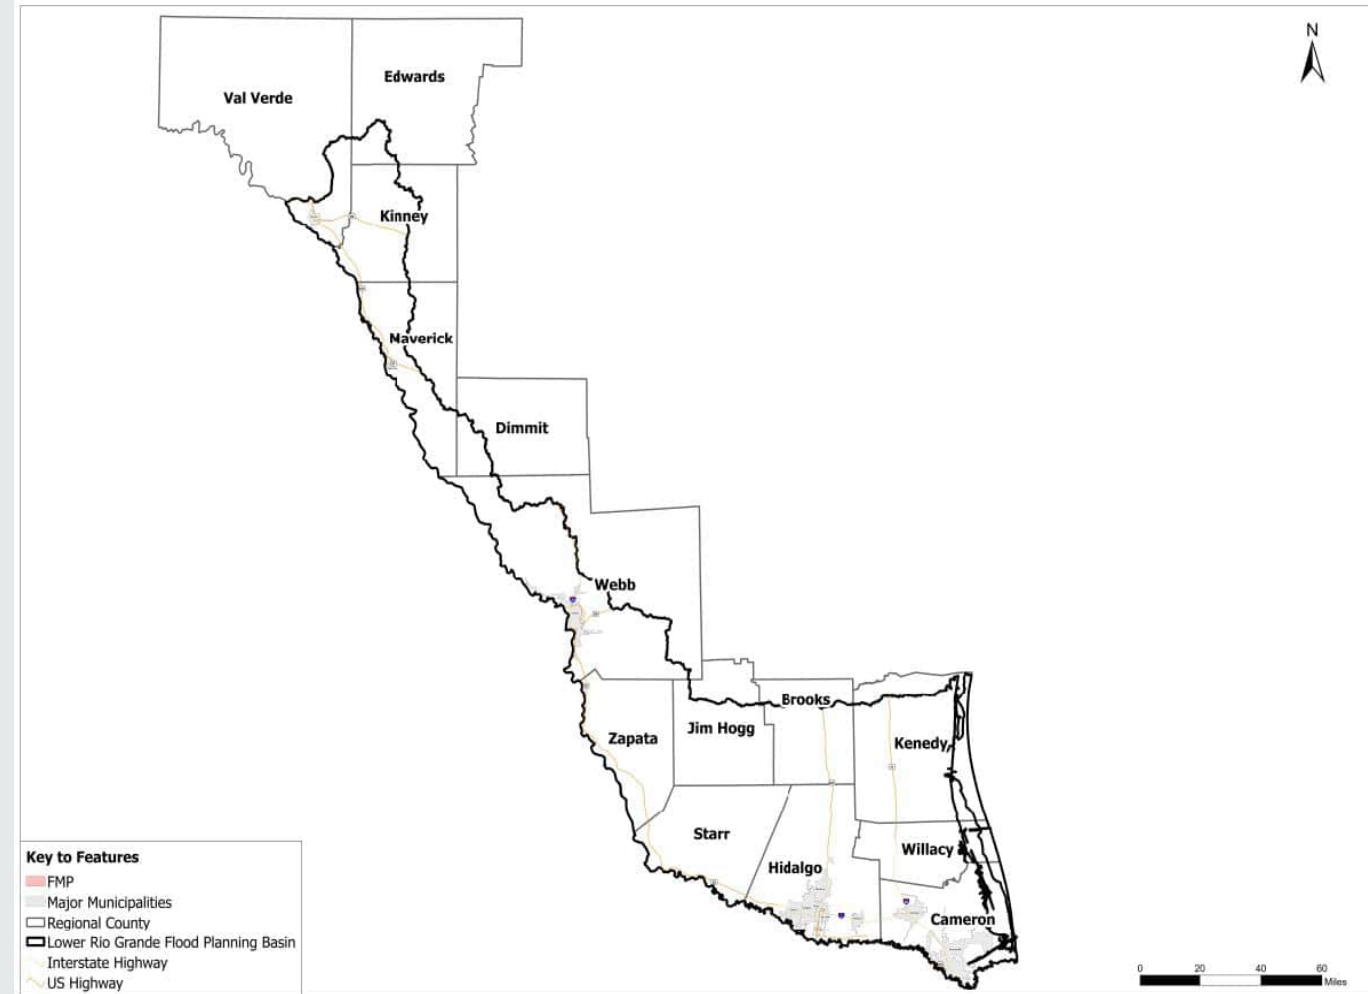 N
Edwards
Val Verde
Kinney
Maverick
Dimmit
Webb
Brooks
Jim Hogg
Zapata
Kenedy
Starr
Willacy
Hidalgo
Cameron
Key to Features
FMP
Major Municipalities
Regional County
Lower Rio Grande Flood Planning Basin
Interstate Highway
US Highway
0 20 40 60
Miles